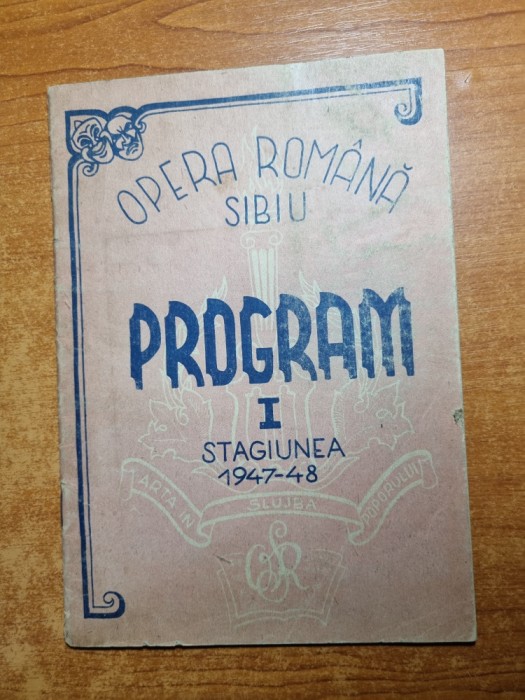 OPERA ROMÂNĂ
SIBIU
PROGRAM
I
STAGIUNEA
1947-48
ARTA IN SLUJBA POPORULUI